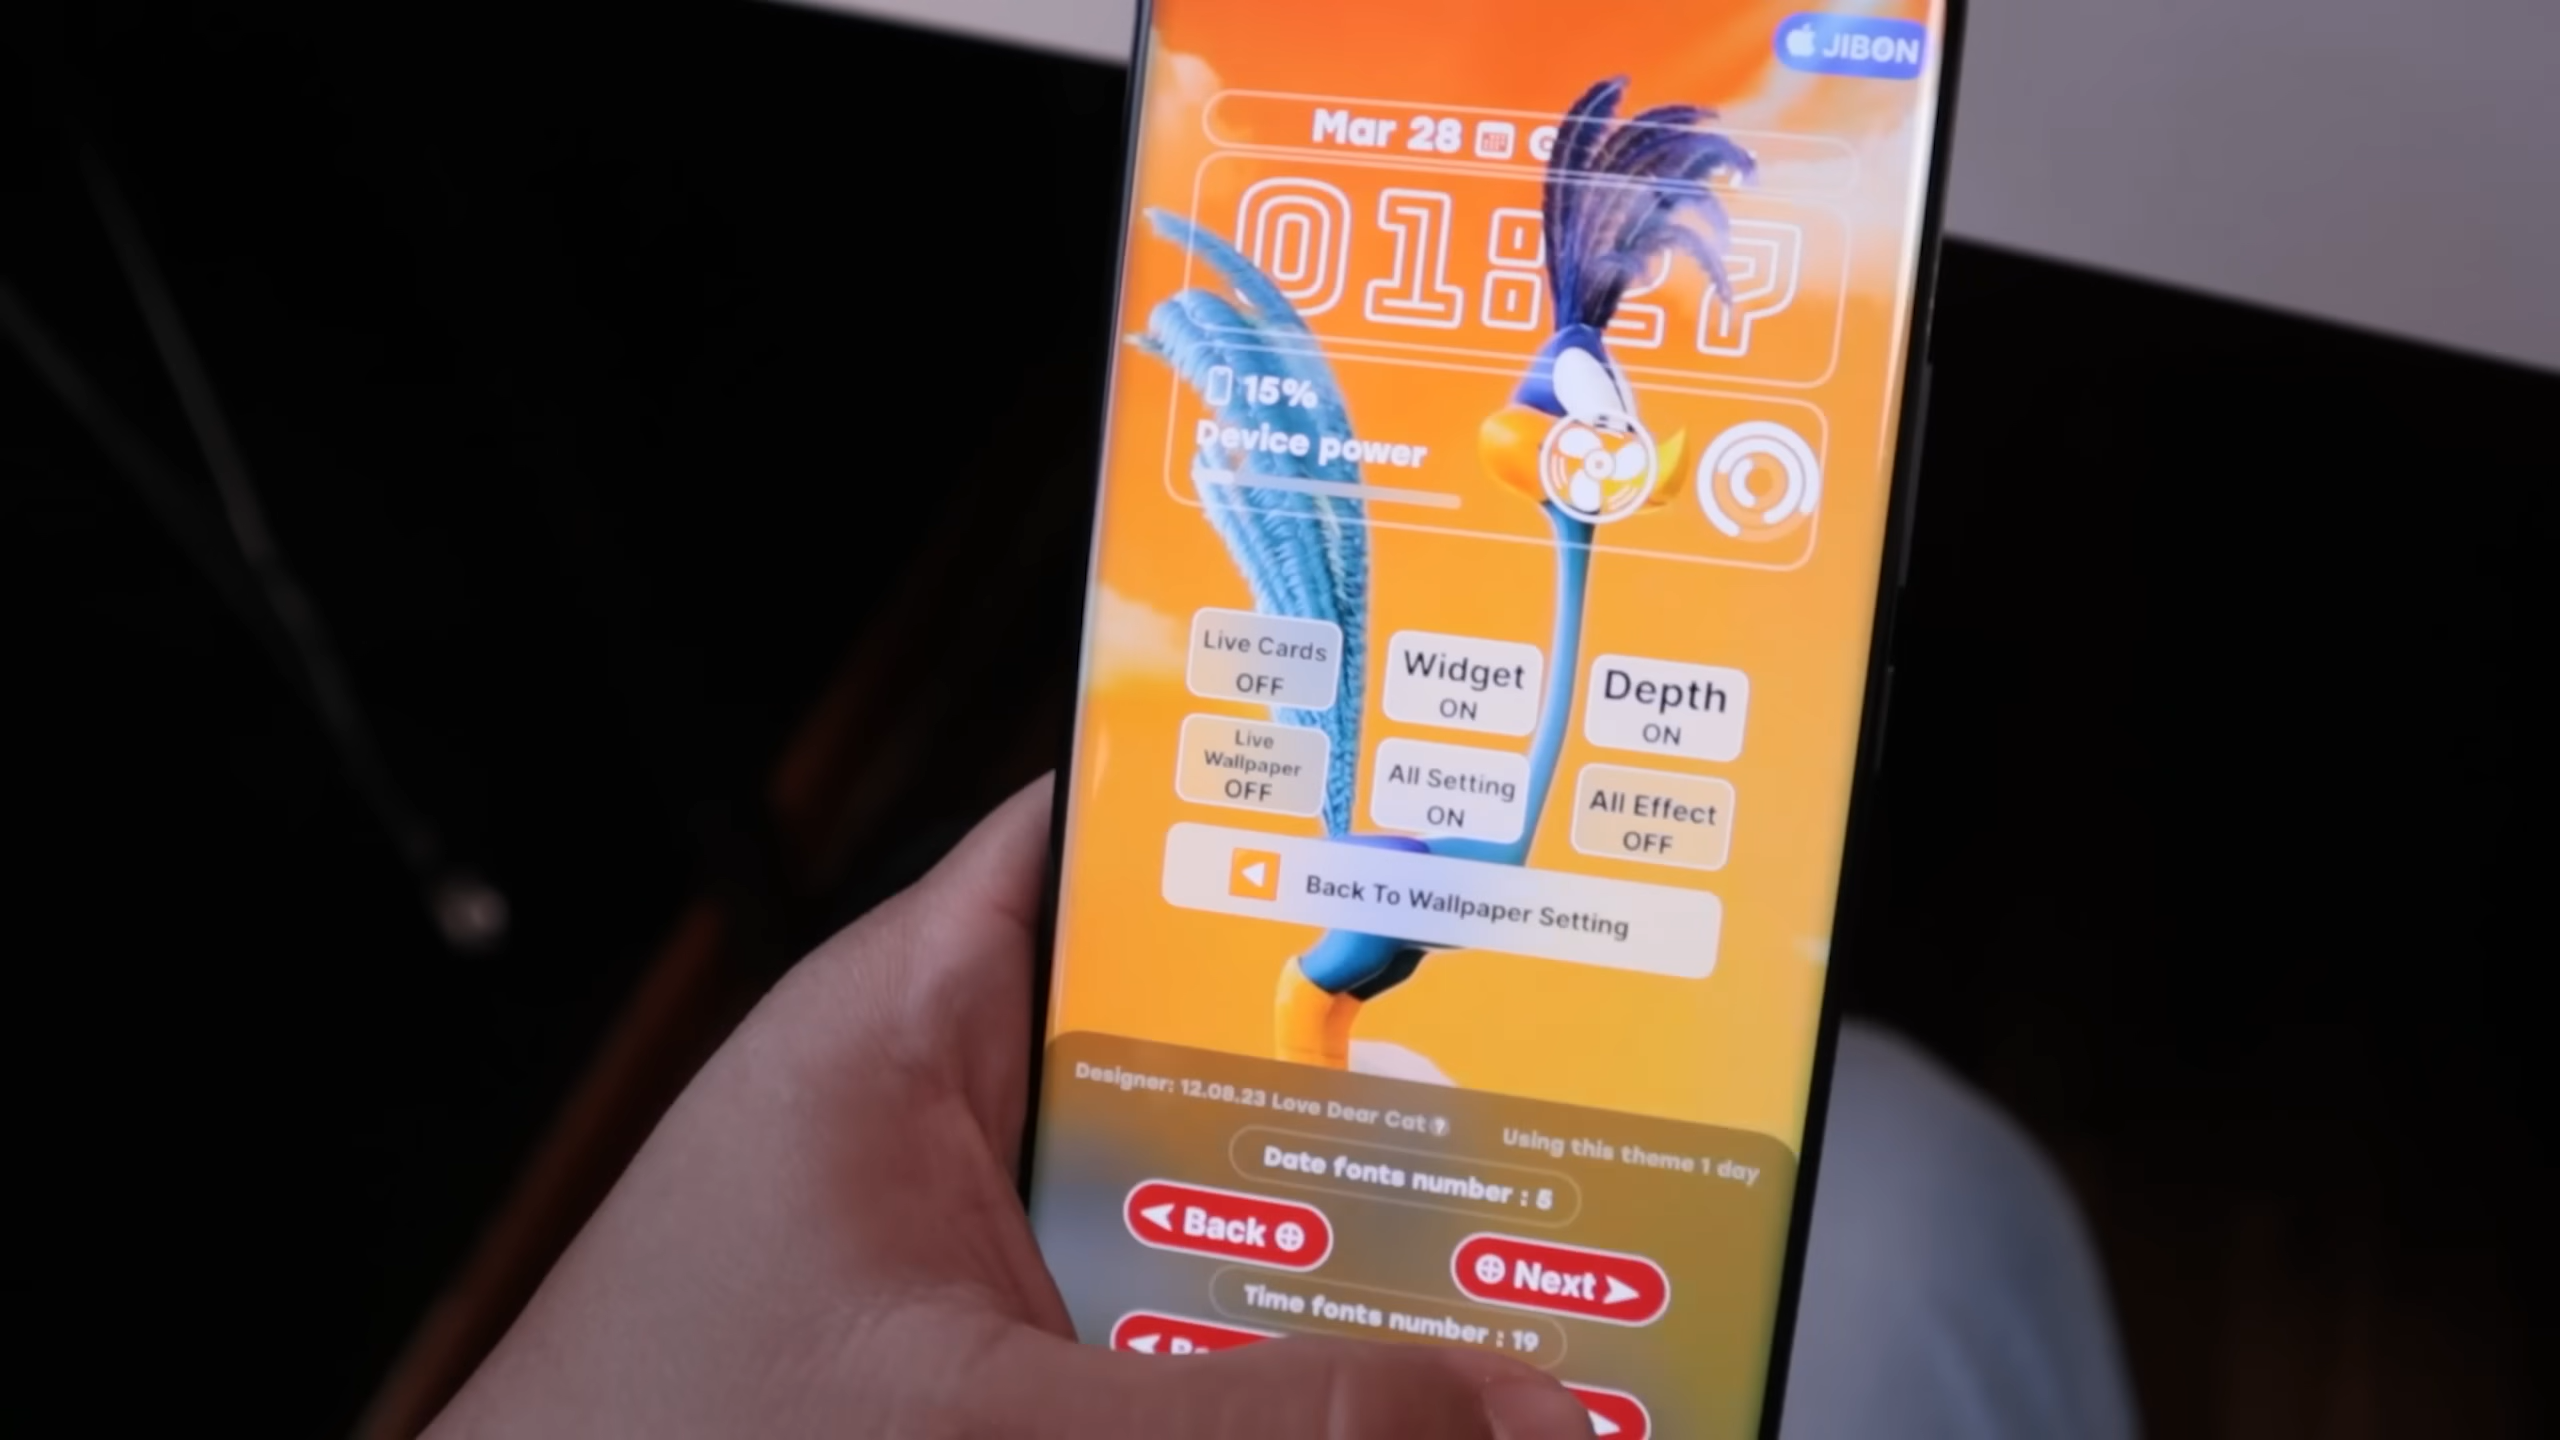 JIBON
Mar 28
01:27
15%
Device power
Live Cards
OFF
Widget
ON
Depth
ON
Live
Wallpaper
OFF
All Setting
ON
All Effect
OFF
Back To Wallpaper Setting
Designer: 12.08.23 Love Dear Cat ?
Using this theme 1 day
Date fonts number : 5
Back
Next
Time fonts number : 19